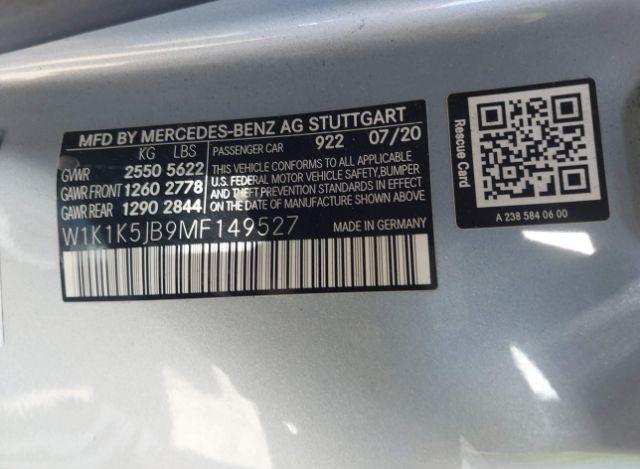 MFD BY MERCEDES-BENZ AG STUTTGART
KG LBS PASSENGER CAR 922 07/20
GVWR 2550 5622 THIS VEHICLE CONFORMS TO ALL APPLICABLE
GAWR FRONT 1260 2778 U.S. FEDERAL MOTOR VEHICLE SAFETY,BUMPER
GAWR REAR 1290 2844 AND THEFT PREVENTION STANDARDS IN EFFECT
ON THE DATE OF MANUFACTURE SHOWN ABOVE.
W1K1K5JB9MF149527 MADE IN GERMANY
Rescue Card
A 238 584 06 00